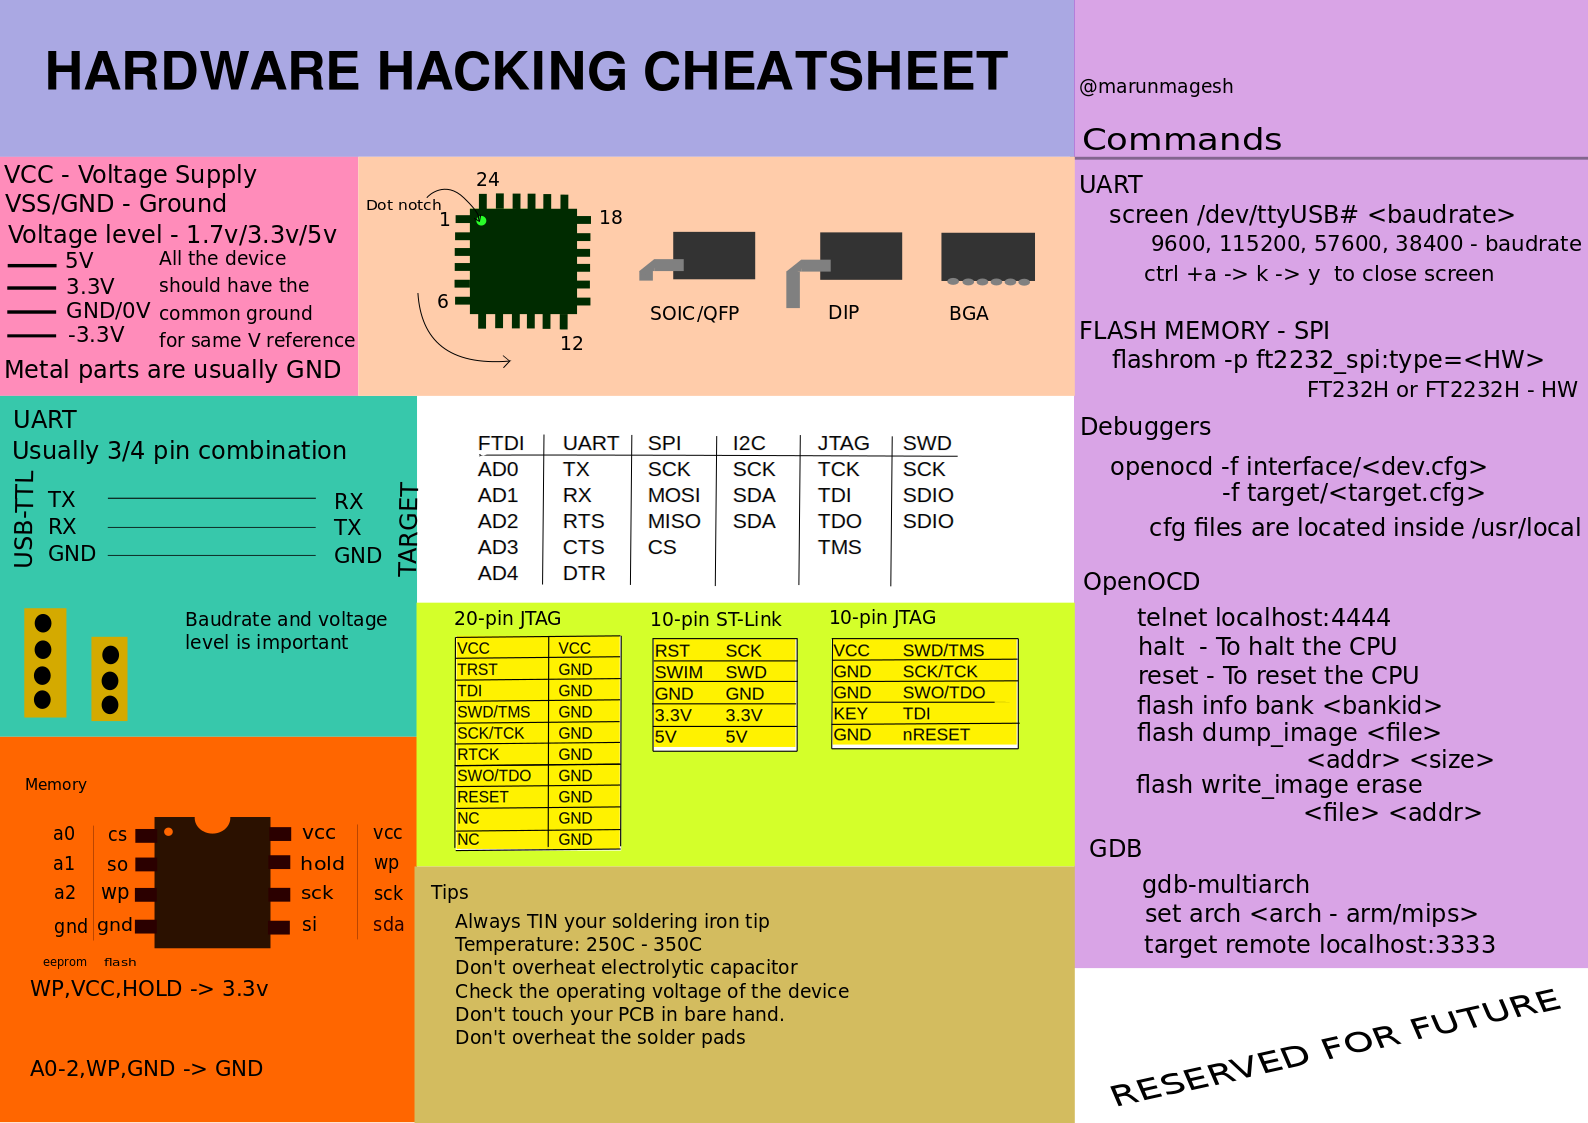 HARDWARE HACKING CHEATSHEET
@marunmagesh
VCC - Voltage Supply
VSS/GND - Ground
Voltage level - 1.7v/3.3v/5v
5V
3.3V
GND/0V
-3.3V
All the device
should have the
common ground
for same V reference
Metal parts are usually GND
Dot notch
24
1
18
6
12
SOIC/QFP
DIP
BGA
UART
Usually 3/4 pin combination
USB-TTL
TX RX
RX TX
GND GND
TARGET
Baudrate and voltage
level is important
FTDI UART SPI I2C JTAG SWD
AD0 TX SCK SCK TCK SCK
AD1 RX MOSI SDA TDI SDIO
AD2 RTS MISO SDA TDO SDIO
AD3 CTS CS TMS
AD4 DTR
20-pin JTAG
VCC VCC
TRST GND
TDI GND
SWD/TMS GND
SCK/TCK GND
RTCK GND
SWO/TDO GND
RESET GND
NC GND
NC GND
10-pin ST-Link
RST SCK
SWIM SWD
GND GND
3.3V 3.3V
5V 5V
10-pin JTAG
VCC SWD/TMS
GND SCK/TCK
GND SWO/TDO
KEY TDI
GND nRESET
Memory
a0 cs vcc vcc
a1 so hold wp
a2 wp sck sck
gnd gnd si sda
eeprom flash
WP,VCC,HOLD -> 3.3v
A0-2,WP,GND -> GND
Tips
Always TIN your soldering iron tip
Temperature: 250C - 350C
Don't overheat electrolytic capacitor
Check the operating voltage of the device
Don't touch your PCB in bare hand.
Don't overheat the solder pads
Commands
UART
screen /dev/ttyUSB# <baudrate>
9600, 115200, 57600, 38400 - baudrate
ctrl +a -> k -> y  to close screen
FLASH MEMORY - SPI
flashrom -p ft2232_spi:type=<HW>
FT232H or FT2232H - HW
Debuggers
openocd -f interface/<dev.cfg>
-f target/<target.cfg>
cfg files are located inside /usr/local
OpenOCD
telnet localhost:4444
halt  - To halt the CPU
reset - To reset the CPU
flash info bank <bankid>
flash dump_image <file>
<addr> <size>
flash write_image erase
<file> <addr>
GDB
gdb-multiarch
set arch <arch - arm/mips>
target remote localhost:3333
RESERVED FOR FUTURE